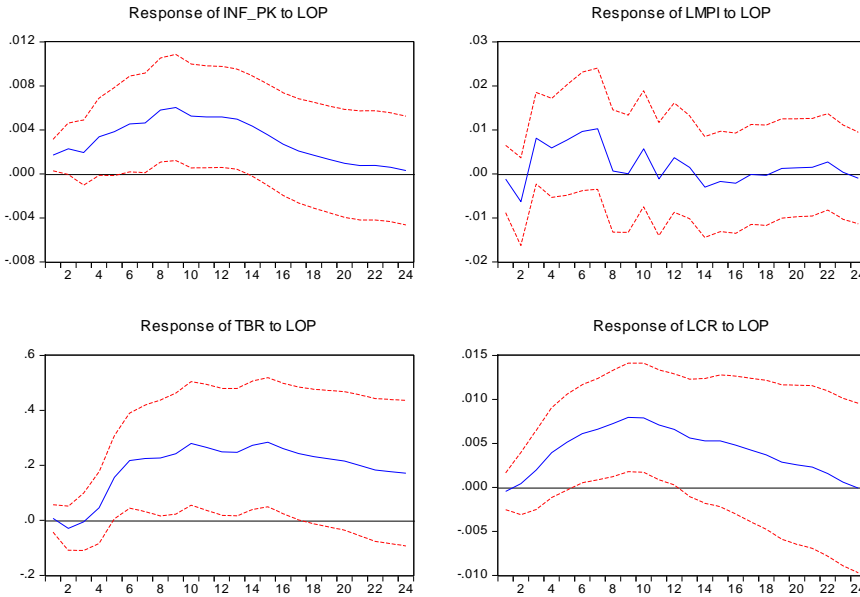 Response of INF_PK to LOP
.012
.008
.004
.000
-.004
-.008
2 4 6 8 10 12 14 16 18 20 22 24
Response of LMPI to LOP
.03
.02
.01
.00
-.01
-.02
2 4 6 8 10 12 14 16 18 20 22 24
Response of TBR to LOP
.6
.4
.2
.0
-.2
2 4 6 8 10 12 14 16 18 20 22 24
Response of LCR to LOP
.015
.010
.005
.000
-.005
-.010
2 4 6 8 10 12 14 16 18 20 22 24